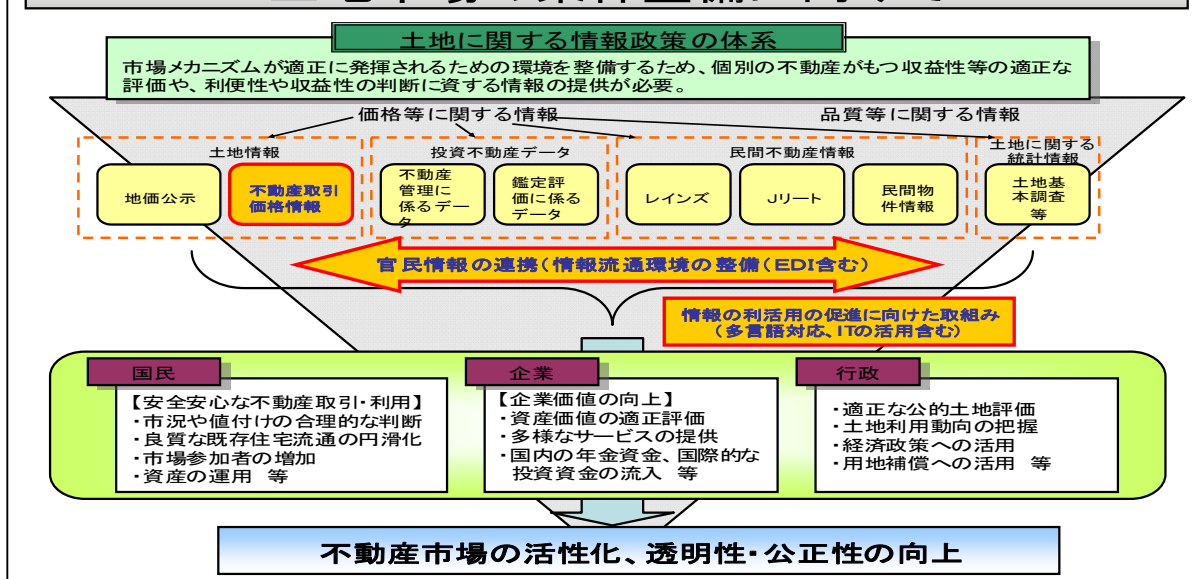 土地に関する情報政策の体系
市場メカニズムが適正に発揮されるための環境を整備するため、個別の不動産がもつ収益性等の適正な
評価や、利便性や収益性の判断に資する情報の提供が必要。
価格等に関する情報
品質等に関する情報
土地情報
投資不動産データ
民間不動産情報
土地に関する
統計情報
地価公示
不動産取引
価格情報
不動産
管理に
係るデー
タ
鑑定評
価に係る
データ
レインズ
Jリート
民間物
件情報
土地基
本調査
等
官民情報の連携(情報流通環境の整備(EDI含む)
情報の利活用の促進に向けた取組み
(多言語対応、ITの活用含む)
国民
【安全安心な不動産取引・利用】
・市況や値付けの合理的な判断
・良質な既存住宅流通の円滑化
・市場参加者の増加
・資産の運用 等
企業
【企業価値の向上】
・資産価値の適正評価
・多様なサービスの提供
・国内の年金資金、国際的な
投資資金の流入 等
行政
・適正な公的土地評価
・土地利用動向の把握
・経済政策への活用
・用地補償への活用 等
不動産市場の活性化、透明性・公正性の向上